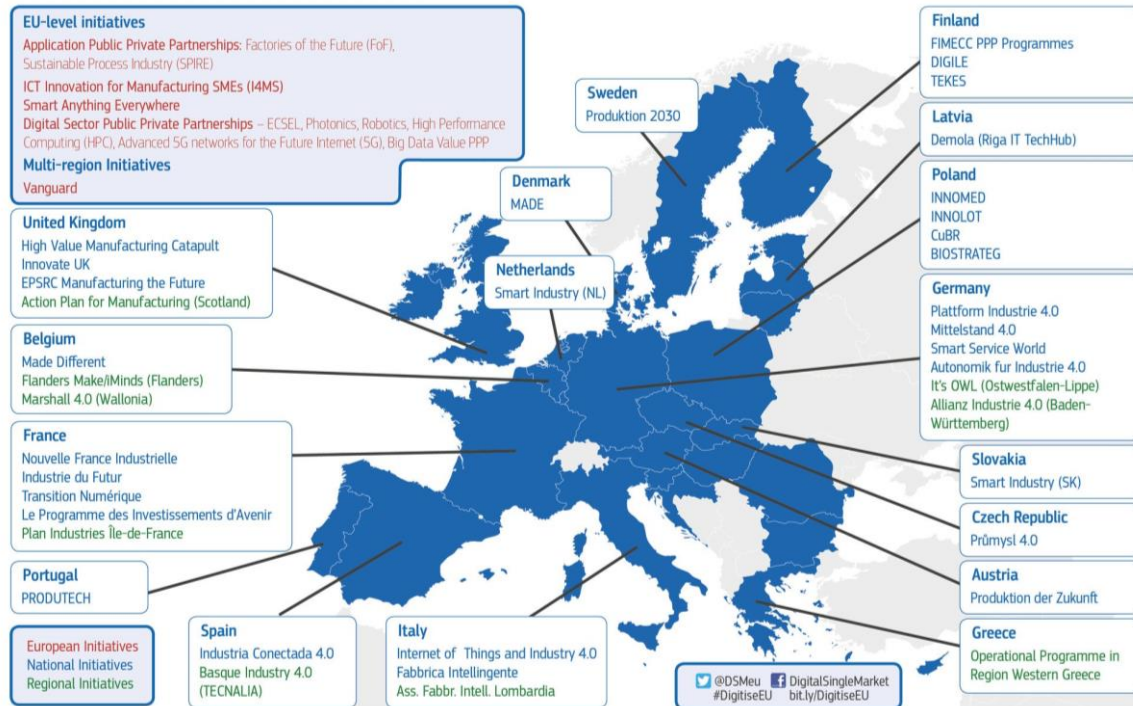 EU-level initiatives
Application Public Private Partnerships: Factories of the Future (FoF),
Sustainable Process Industry (SPIRE)
ICT Innovation for Manufacturing SMEs (I4MS)
Smart Anything Everywhere
Digital Sector Public Private Partnerships – ECSEL, Photonics, Robotics, High Performance
Computing (HPC), Advanced 5G networks for the Future Internet (5G), Big Data Value PPP
Multi-region Initiatives
Vanguard
United Kingdom
High Value Manufacturing Catapult
Innovate UK
EPSRC Manufacturing the Future
Action Plan for Manufacturing (Scotland)
Belgium
Made Different
Flanders Make/iMinds (Flanders)
Marshall 4.0 (Wallonia)
France
Nouvelle France Industrielle
Industrie du Futur
Transition Numérique
Le Programme des Investissements d'Avenir
Plan Industries Île-de-France
Portugal
PRODUTECH
European Initiatives
National Initiatives
Regional Initiatives
Spain
Industria Conectada 4.0
Basque Industry 4.0
(TECNALIA)
Italy
Internet of Things and Industry 4.0
Fabbrica Intellingente
Ass. Fabbr. Intell. Lombardia
Denmark
MADE
Netherlands
Smart Industry (NL)
Sweden
Produktion 2030
Finland
FIMECC PPP Programmes
DIGILE
TEKES
Latvia
Demola (Riga IT TechHub)
Poland
INNOMED
INNOLOT
CuBR
BIOSTRATEG
Germany
Plattform Industrie 4.0
Mittelstand 4.0
Smart Service World
Autonomik fur Industrie 4.0
It's OWL (Ostwestfalen-Lippe)
Allianz Industrie 4.0 (Baden-
Württemberg)
Slovakia
Smart Industry (SK)
Czech Republic
Průmysl 4.0
Austria
Produktion der Zukunft
Greece
Operational Programme in
Region Western Greece
@DSMeu DigitalSingleMarket
#DigitiseEU bit.ly/DigitiseEU